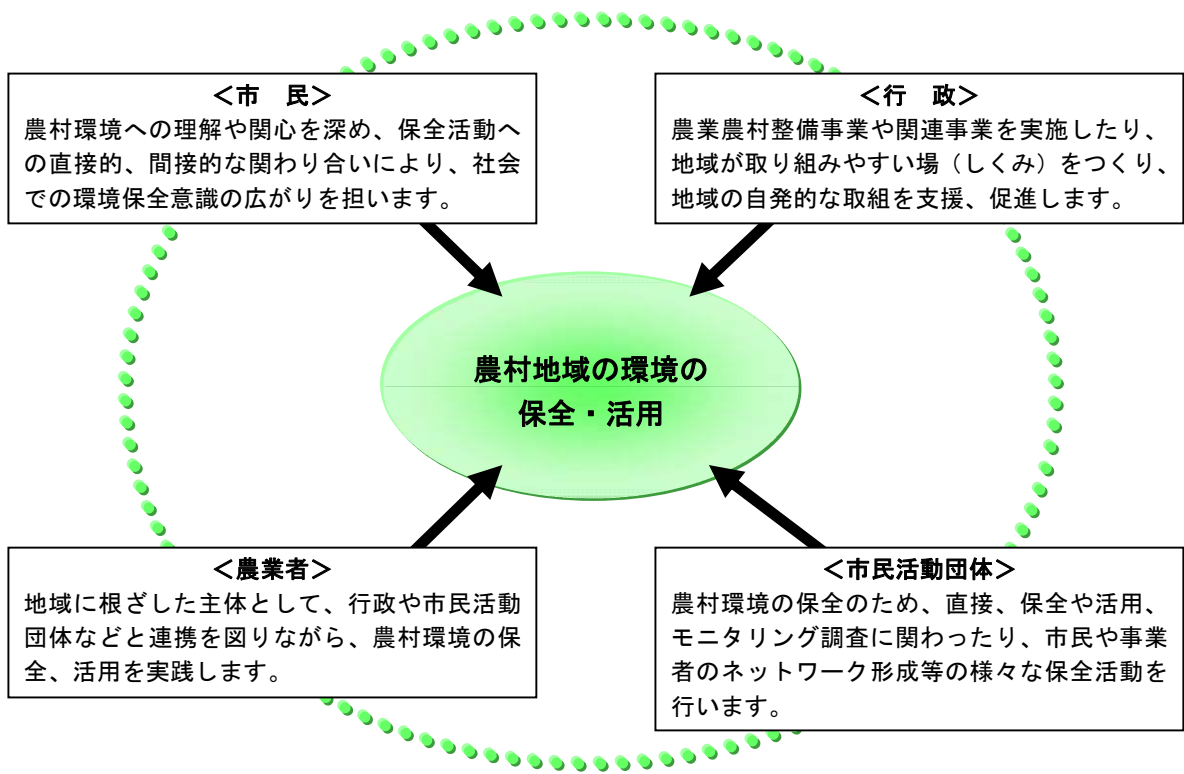 ＜市　民＞
農村環境への理解や関心を深め、保全活動へ
の直接的、間接的な関わり合いにより、社会
での環境保全意識の広がりを担います。
＜行　政＞
農業農村整備事業や関連事業を実施したり、
地域が取り組みやすい場（しくみ）をつくり、
地域の自発的な取組を支援、促進します。
農村地域の環境の
保全・活用
＜農業者＞
地域に根ざした主体として、行政や市民活動
団体などと連携を図りながら、農村環境の保
全、活用を実践します。
＜市民活動団体＞
農村環境の保全のため、直接、保全や活用、
モニタリング調査に関わったり、市民や事業
者のネットワーク形成等の様々な保全活動を
行います。